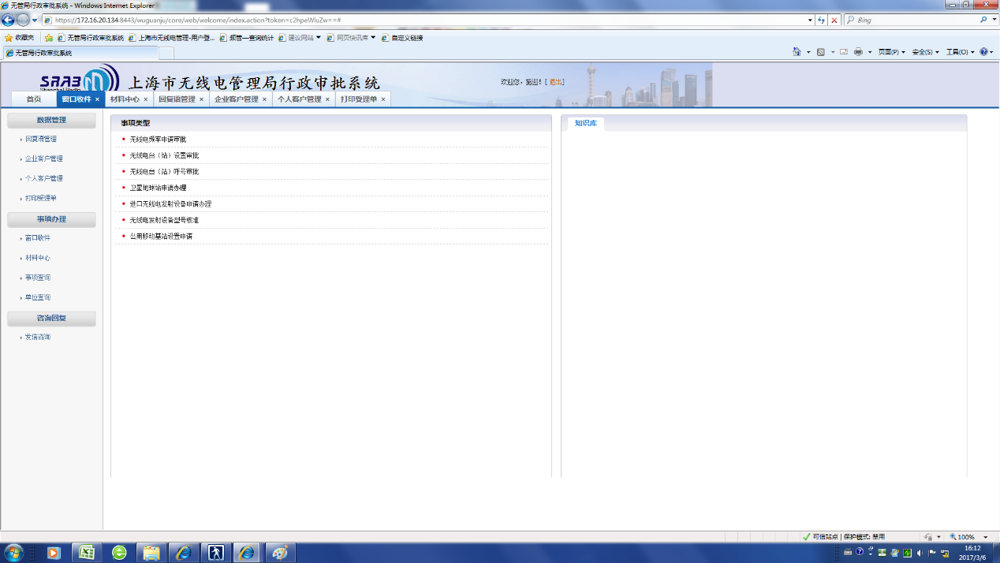 无管局行政审批系统 - Windows Internet Explorer
https://172.16.20.134:8443/wuguanju/core/web/welcome/index.action?token=c2hpeWluZw==#
Bing
收藏夹 无管局行政审批系统 上海市无线电管理-用户登... 频管—查询统计 建议网站 网页快讯库 自定义链接
无管局行政审批系统 页面(P) 安全(S) 工具(O)
上海市无线电管理局行政审批系统
欢迎您，施迎！[ 退出]
首页 窗口收件 × 材料中心 × 回复语管理 × 企业客户管理 × 个人客户管理 × 打印受理单 ×
数据管理
回复语管理
企业客户管理
个人客户管理
打印受理单
事项办理
窗口收件
材料中心
事项查询
单位查询
咨询回复
发信咨询
事项类型
无线电频率申请审批
无线电台（站）设置审批
无线电台（站）呼号审批
卫星地球站申请办理
进口无线电发射设备申请办理
无线电发射设备型号核准
公用移动基站设置申请
知识库
可信站点 | 保护模式: 禁用
100%
16:12
2017/3/6